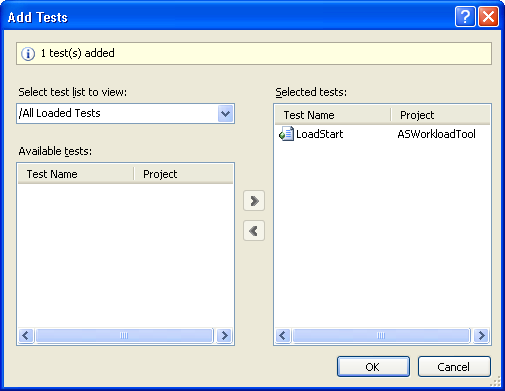 Add Tests
1 test(s) added
Select test list to view:
/All Loaded Tests
Available tests:
Test Name Project
Selected tests:
Test Name Project
LoadStart ASWorkloadTool
OK Cancel